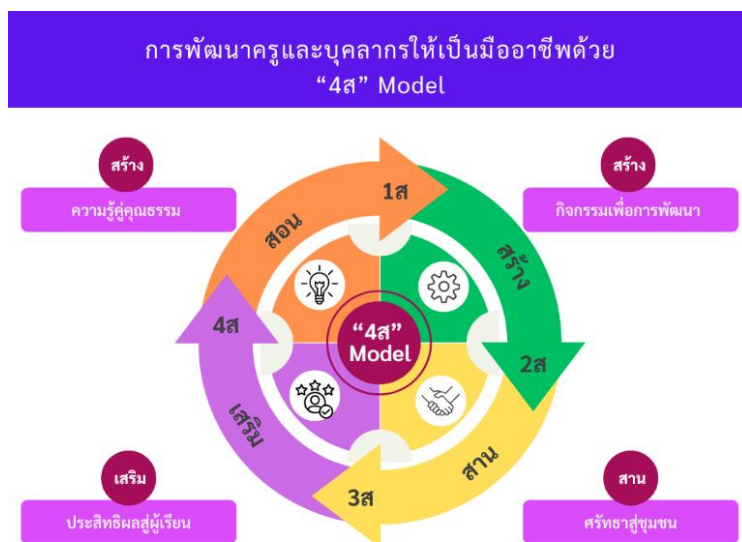 การพัฒนาครูและบุคลากรให้เป็นมืออาชีพด้วย
“4ส” Model
สร้าง
ความรู้คู่คุณธรรม
สร้าง
กิจกรรมเพื่อการพัฒนา
1ส
สอน
สร้าง
2ส
4ส
“4ส”
Model
เสริม
3ส
สาน
เสริม
ประสิทธิผลสู่ผู้เรียน
สาน
ศรัทธาสู่ชุมชน